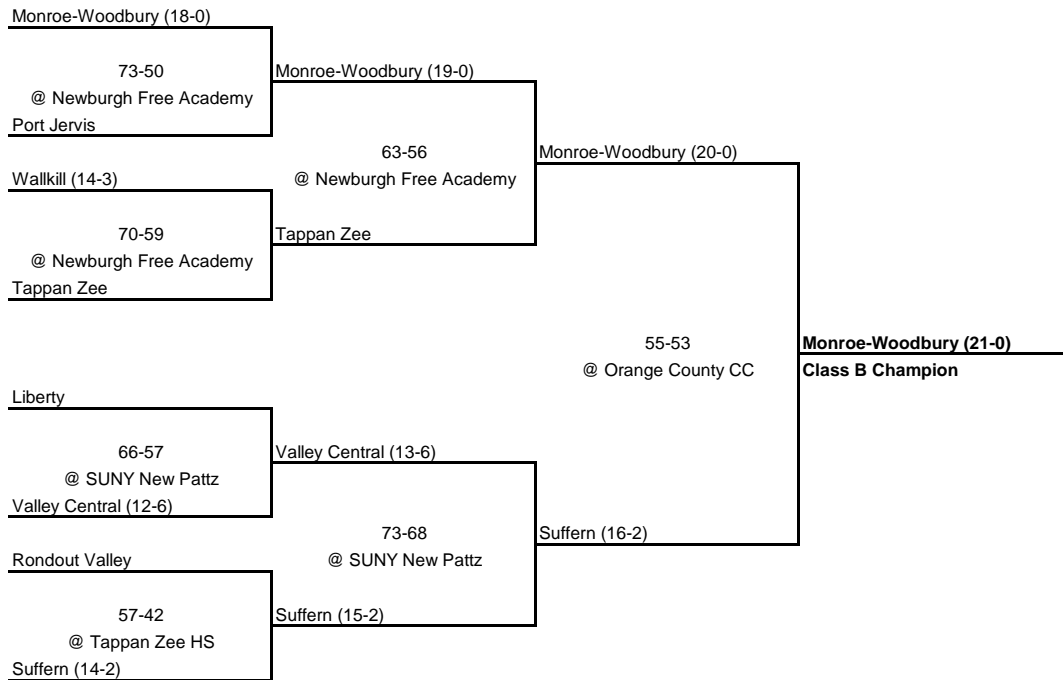 Monroe-Woodbury (18-0)
73-50
@ Newburgh Free Academy
Port Jervis
Monroe-Woodbury (19-0)
Wallkill (14-3)
70-59
@ Newburgh Free Academy
Tappan Zee
63-56
@ Newburgh Free Academy
Tappan Zee
Monroe-Woodbury (20-0)
Liberty
66-57
@ SUNY New Pattz
Valley Central (12-6)
Valley Central (13-6)
Rondout Valley
57-42
@ Tappan Zee HS
Suffern (14-2)
73-68
@ SUNY New Pattz
Suffern (15-2)
Suffern (16-2)
55-53
@ Orange County CC
Monroe-Woodbury (21-0)
Class B Champion